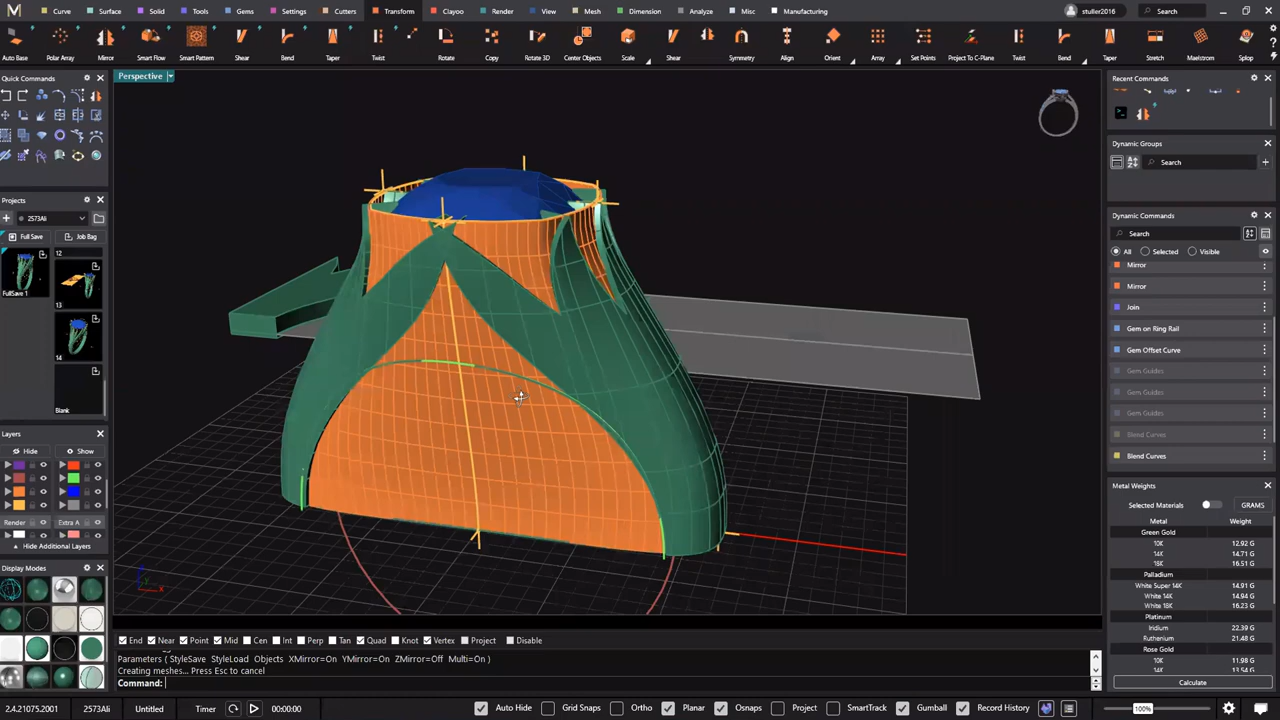 Curve Surface Solid Tools Gems Settings Cutters Transform Clayoo Render View Mesh Dimension Analyze Misc Manufacturing stuller2016 Search
Auto Base Polar Array Mirror Smart Flow Smart Pattern Shear Bend Taper Twist Rotate Copy Rotate 3D Center Objects Scale Shear Symmetry Align Orient Array Set Points Project To C-Plane Twist Bend Taper Stretch Maelstrom Splop
Quick Commands
Perspective
Recent Commands
Dynamic Groups
Search
Projects
2573Ali
Full Save Job Bag
FullSave 1
12
13
14
Blank
Dynamic Commands
Search
All Selected Visible
Mirror
Mirror
Join
Gem on Ring Rail
Gem Offset Curve
Gem Guides
Gem Guides
Gem Guides
Blend Curves
Blend Curves
Layers
Hide Show
Render Extra A
Hide Additional Layers
Display Modes
z
y
x
Metal Weights
Selected Materials GRAMS
Metal Weight
Green Gold
10K 12.92 G
14K 14.71 G
18K 16.51 G
Palladium
White Super 14K 14.91 G
White 14K 14.94 G
White 18K 16.23 G
Platinum
Iridium 22.39 G
Ruthenium 21.48 G
Rose Gold
10K 11.98 G
14K 13.54 G
Calculate
End Near Point Mid Cen Int Perp Tan Quad Knot Vertex Project Disable
Parameters ( StyleSave StyleLoad Objects XMirror=On YMirror=On ZMirror=Off Multi=On )
Creating meshes... Press Esc to cancel
Command:
2.4.21075.2001 2573Ali Untitled Timer 00:00:00 Auto Hide Grid Snaps Ortho Planar Osnaps Project SmartTrack Gumball Record History 100%